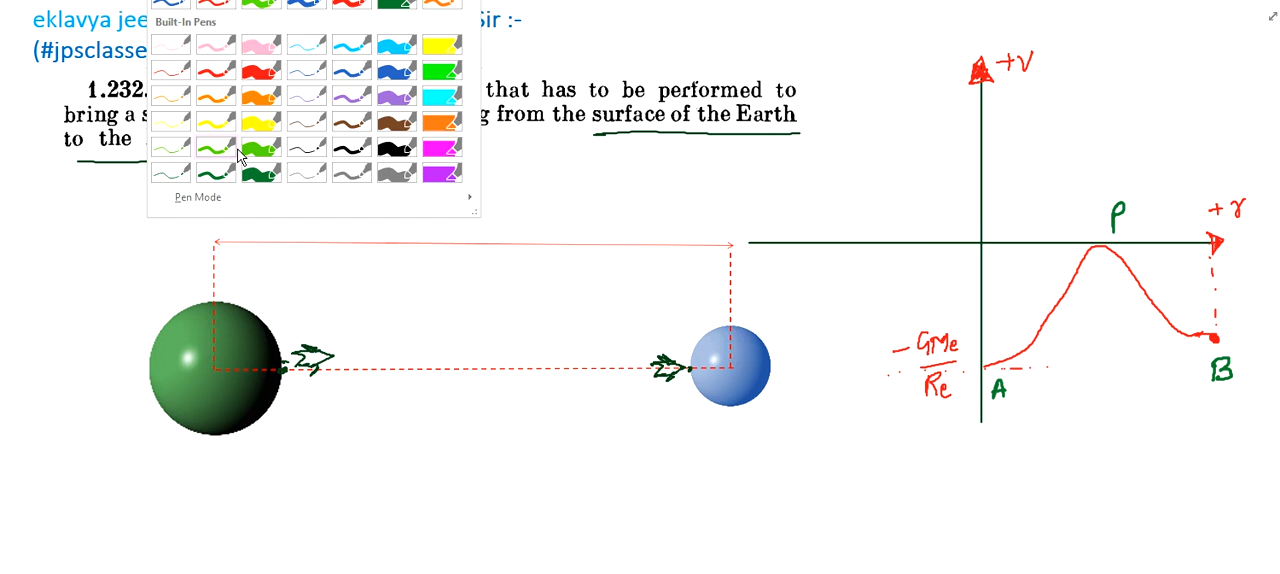 eklavya jee Sir :-
(#jpsclasse
1.232. that has to be performed to
bring a s g from the surface of the Earth
to the
Built-In Pens
Pen Mode
+V
P
+r
- GMe
Re
A
B